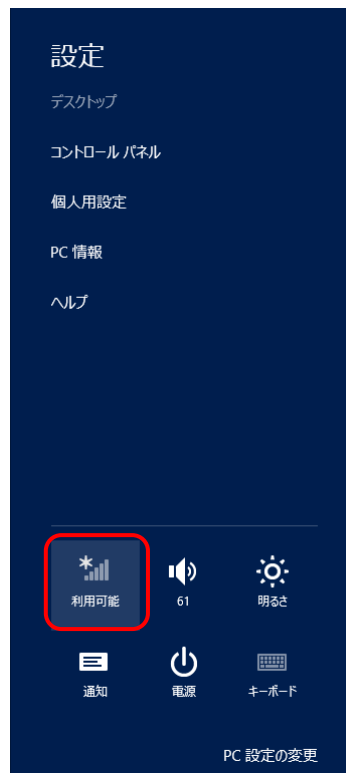 設定
デスクトップ
コントロール パネル
個人用設定
PC 情報
ヘルプ
利用可能
61
明るさ
通知
電源
キーボード
PC 設定の変更